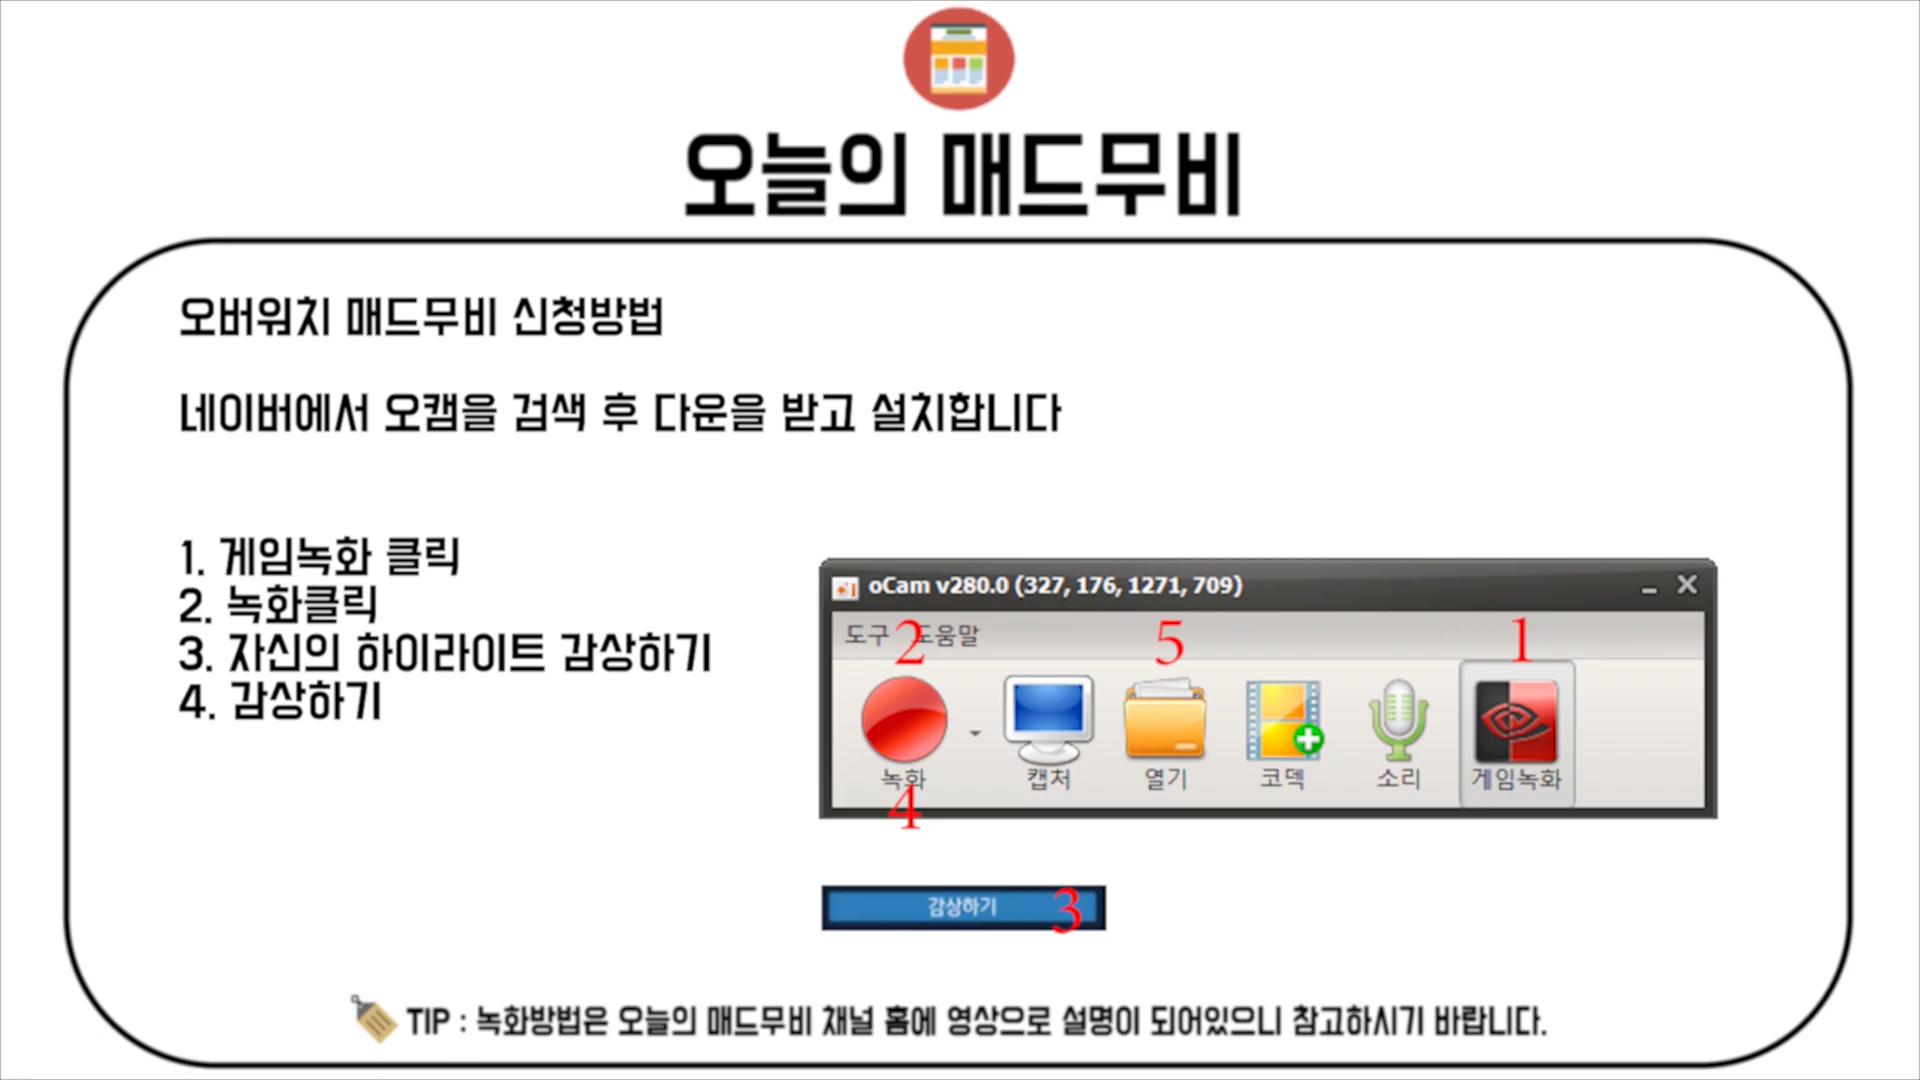 오늘의 매드무비
오버워치 매드무비 신청방법
네이버에서 오캠을 검색 후 다운을 받고 설치합니다
1. 게임녹화 클릭
2. 녹화클릭
3. 자신의 하이라이트 감상하기
4. 감상하기
oCam v280.0 (327, 176, 1271, 709)
도구 2 도움말 5 1
녹화 캡처 열기 코덱 소리 게임녹화
4
감상하기 3
TIP : 녹화방법은 오늘의 매드무비 채널 홈에 영상으로 설명이 되어있으니 참고하시기 바랍니다.